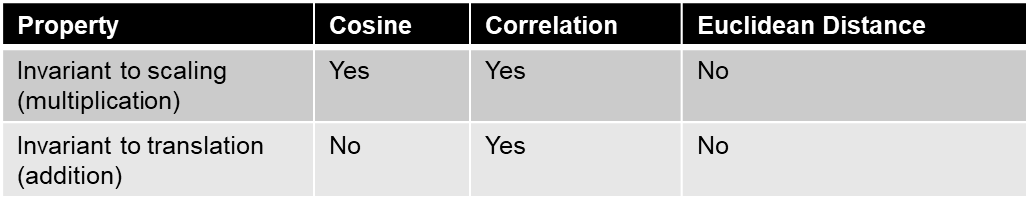 Property Cosine Correlation Euclidean Distance
Invariant to scaling Yes Yes No
(multiplication)
Invariant to translation No Yes No
(addition)